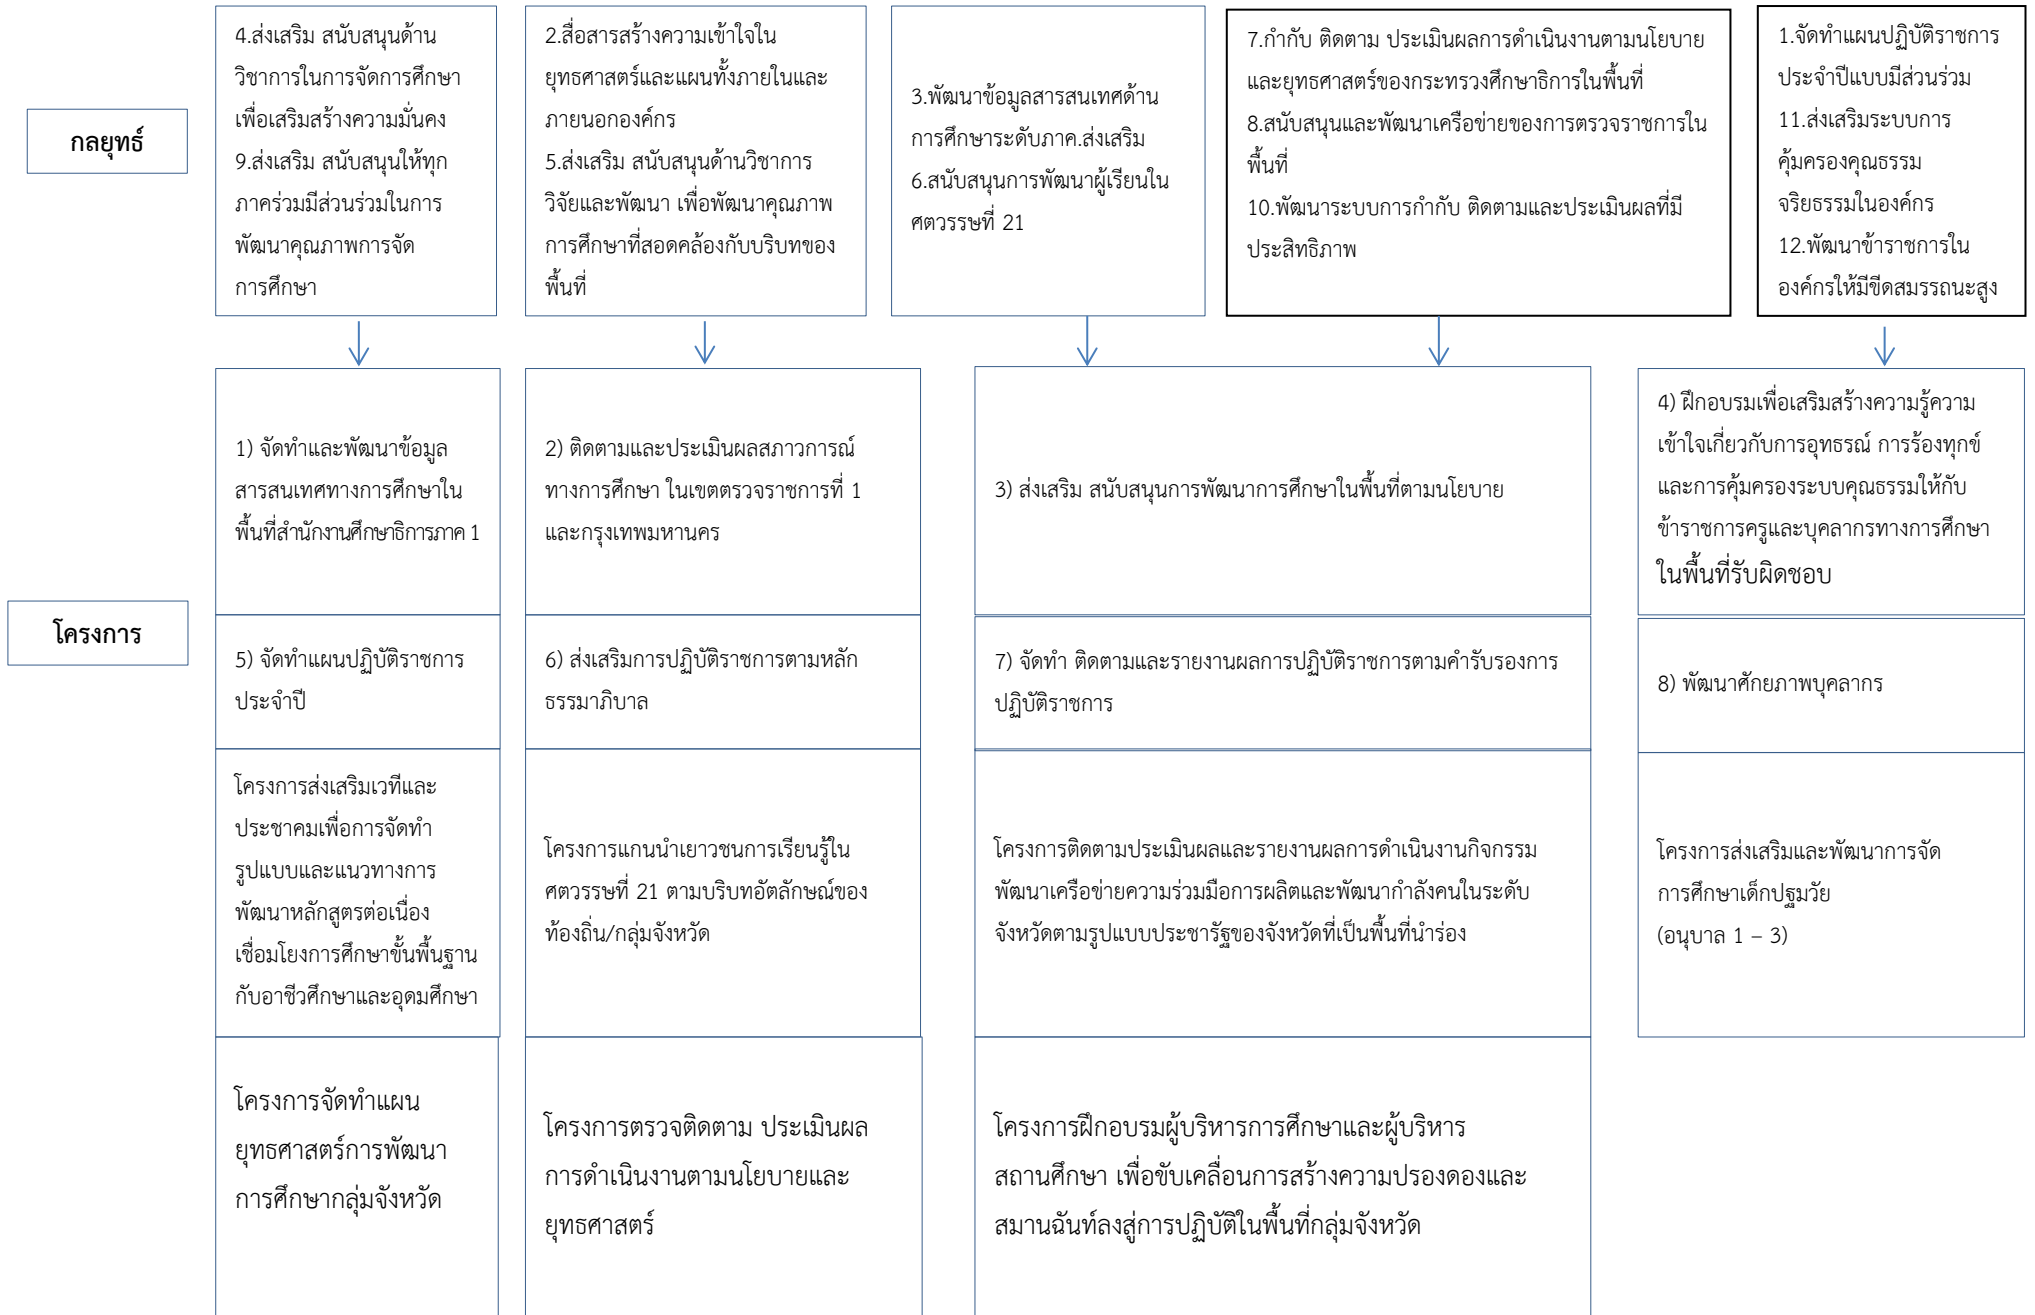 กลยุทธ์
4.ส่งเสริม สนับสนุนด้าน
วิชาการในการจัดการศึกษา
เพื่อเสริมสร้างความมั่นคง
9.ส่งเสริม สนับสนุนให้ทุก
ภาคร่วมมีส่วนร่วมในการ
พัฒนาคุณภาพการจัด
การศึกษา
2.สื่อสารสร้างความเข้าใจใน
ยุทธศาสตร์และแผนทั้งภายในและ
ภายนอกองค์กร
5.ส่งเสริม สนับสนุนด้านวิชาการ
วิจัยและพัฒนา เพื่อพัฒนาคุณภาพ
การศึกษาที่สอดคล้องกับบริบทของ
พื้นที่
3.พัฒนาข้อมูลสารสนเทศด้าน
การศึกษาระดับภาค.ส่งเสริม
6.สนับสนุนการพัฒนาผู้เรียนใน
ศตวรรษที่ 21
7.กำกับ ติดตาม ประเมินผลการดำเนินงานตามนโยบาย
และยุทธศาสตร์ของกระทรวงศึกษาธิการในพื้นที่
8.สนับสนุนและพัฒนาเครือข่ายของการตรวจราชการใน
พื้นที่
10.พัฒนาระบบการกำกับ ติดตามและประเมินผลที่มี
ประสิทธิภาพ
1.จัดทำแผนปฏิบัติราชการ
ประจำปีแบบมีส่วนร่วม
11.ส่งเสริมระบบการ
คุ้มครองคุณธรรม
จริยธรรมในองค์กร
12.พัฒนาข้าราชการใน
องค์กรให้มีขีดสมรรถนะสูง
โครงการ
1) จัดทำและพัฒนาข้อมูล
สารสนเทศทางการศึกษาใน
พื้นที่สำนักงานศึกษาธิการภาค 1
2) ติดตามและประเมินผลสภาวการณ์
ทางการศึกษา ในเขตตรวจราชการที่ 1
และกรุงเทพมหานคร
3) ส่งเสริม สนับสนุนการพัฒนาการศึกษาในพื้นที่ตามนโยบาย
4) ฝึกอบรมเพื่อเสริมสร้างความรู้ความ
เข้าใจเกี่ยวกับการอุทธรณ์ การร้องทุกข์
และการคุ้มครองระบบคุณธรรมให้กับ
ข้าราชการครูและบุคลากรทางการศึกษา
ในพื้นที่รับผิดชอบ
5) จัดทำแผนปฏิบัติราชการ
ประจำปี
6) ส่งเสริมการปฏิบัติราชการตามหลัก
ธรรมาภิบาล
7) จัดทำ ติดตามและรายงานผลการปฏิบัติราชการตามคำรับรองการ
ปฏิบัติราชการ
8) พัฒนาศักยภาพบุคลากร
โครงการส่งเสริมเวทีและ
ประชาคมเพื่อการจัดทำ
รูปแบบและแนวทางการ
พัฒนาหลักสูตรต่อเนื่อง
เชื่อมโยงการศึกษาขั้นพื้นฐาน
กับอาชีวศึกษาและอุดมศึกษา
โครงการแกนนำเยาวชนการเรียนรู้ใน
ศตวรรษที่ 21 ตามบริบทอัตลักษณ์ของ
ท้องถิ่น/กลุ่มจังหวัด
โครงการติดตามประเมินผลและรายงานผลการดำเนินงานกิจกรรม
พัฒนาเครือข่ายความร่วมมือการผลิตและพัฒนากำลังคนในระดับ
จังหวัดตามรูปแบบประชารัฐของจังหวัดที่เป็นพื้นที่นำร่อง
โครงการส่งเสริมและพัฒนาการจัด
การศึกษาเด็กปฐมวัย
(อนุบาล 1 – 3)
โครงการจัดทำแผน
ยุทธศาสตร์การพัฒนา
การศึกษากลุ่มจังหวัด
โครงการตรวจติดตาม ประเมินผล
การดำเนินงานตามนโยบายและ
ยุทธศาสตร์
โครงการฝึกอบรมผู้บริหารการศึกษาและผู้บริหาร
สถานศึกษา เพื่อขับเคลื่อนการสร้างความปรองดองและ
สมานฉันท์ลงสู่การปฏิบัติในพื้นที่กลุ่มจังหวัด